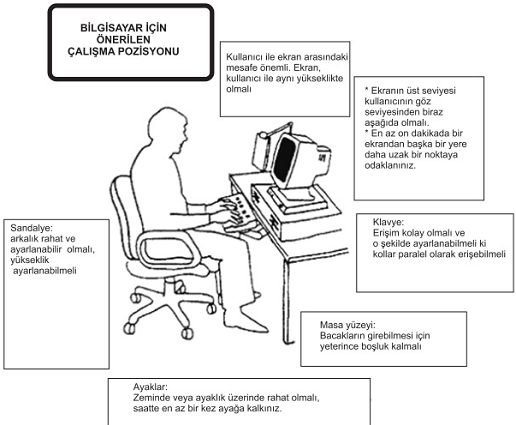 BİLGİSAYAR İÇİN
ÖNERİLEN
ÇALIŞMA POZİSYONU
Kullanıcı ile ekran arasındaki
mesafe önemli. Ekran,
kullanıcı ile aynı yükseklikte
olmalı
* Ekranın üst seviyesi
kullanıcının göz
seviyesinden biraz
aşağıda olmalı.
* En az on dakikada bir
ekrandan başka bir yere
daha uzak bir noktaya
odaklanınız.
Klavye:
Erişim kolay olmalı ve
o şekilde ayarlanabilmeli ki
kollar paralel olarak erişebilmeli
Sandalye:
arkalık rahat ve
ayarlanabilir olmalı,
yükseklik
ayarlanabilmeli
Masa yüzeyi:
Bacakların girebilmesi için
yeterince boşluk kalmalı
Ayaklar:
Zeminde veya ayaklık üzerinde rahat olmalı,
saatte en az bir kez ayağa kalkınız.